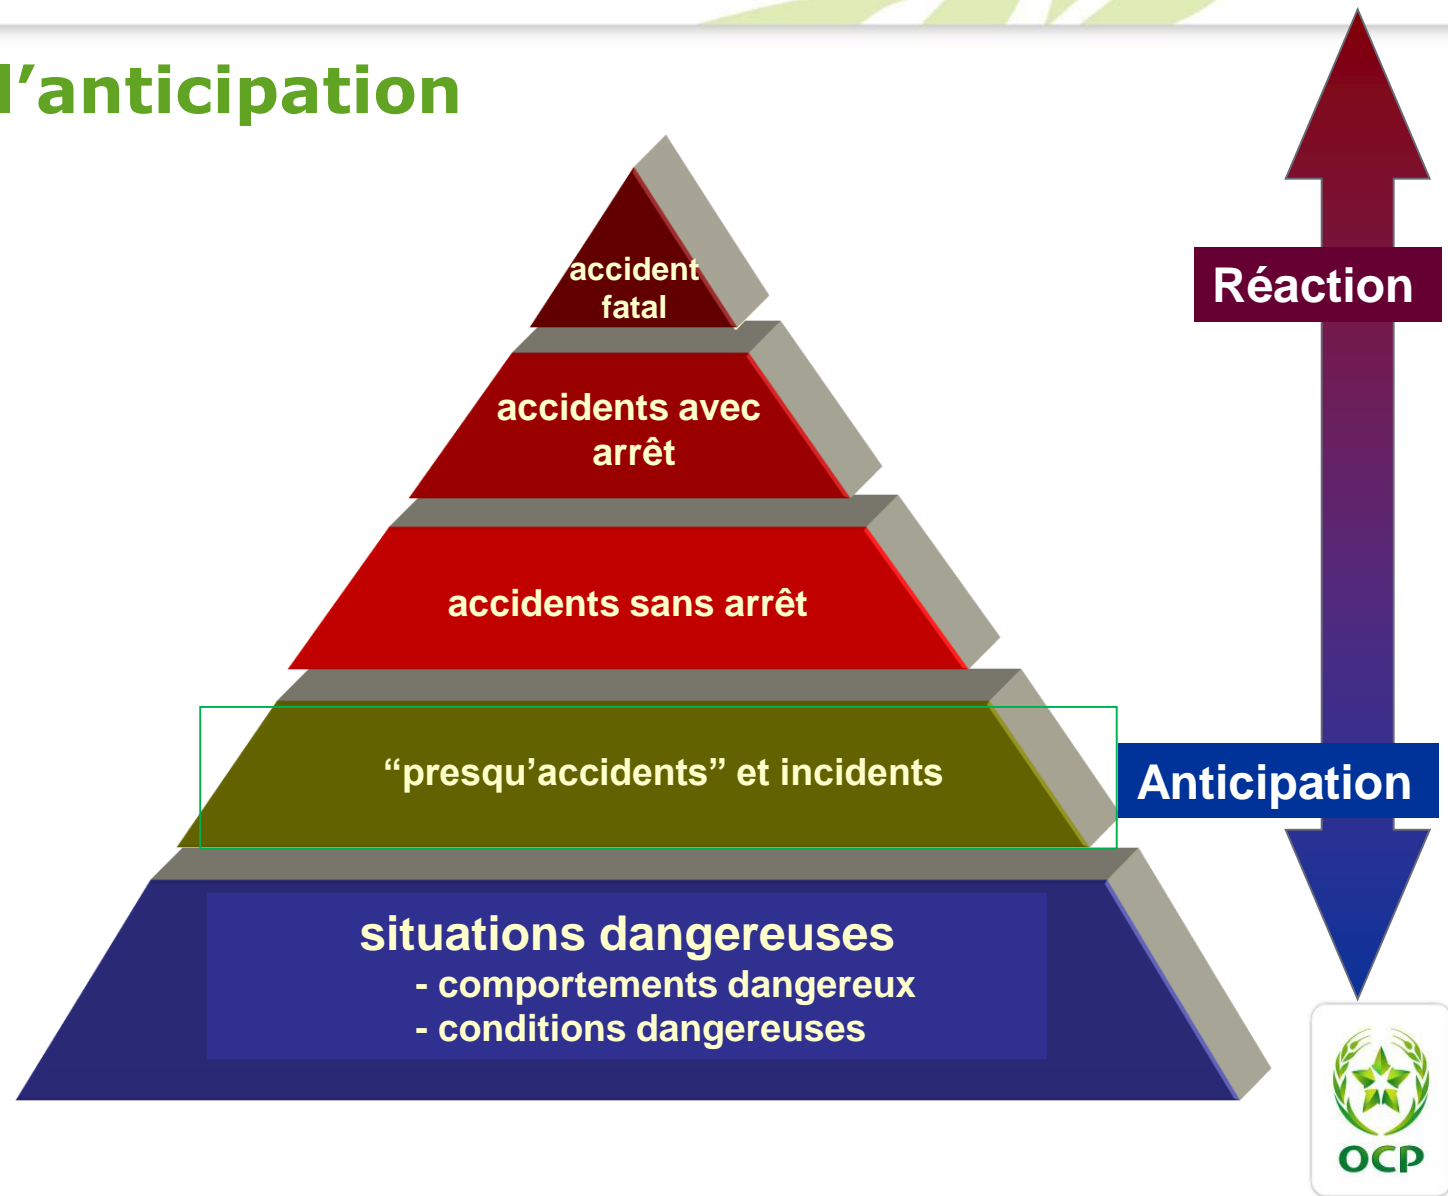 l’anticipation
accident
fatal
Réaction
accidents avec
arrêt
accidents sans arrêt
“presqu’accidents” et incidents
Anticipation
situations dangereuses
- comportements dangereux
- conditions dangereuses
OCP